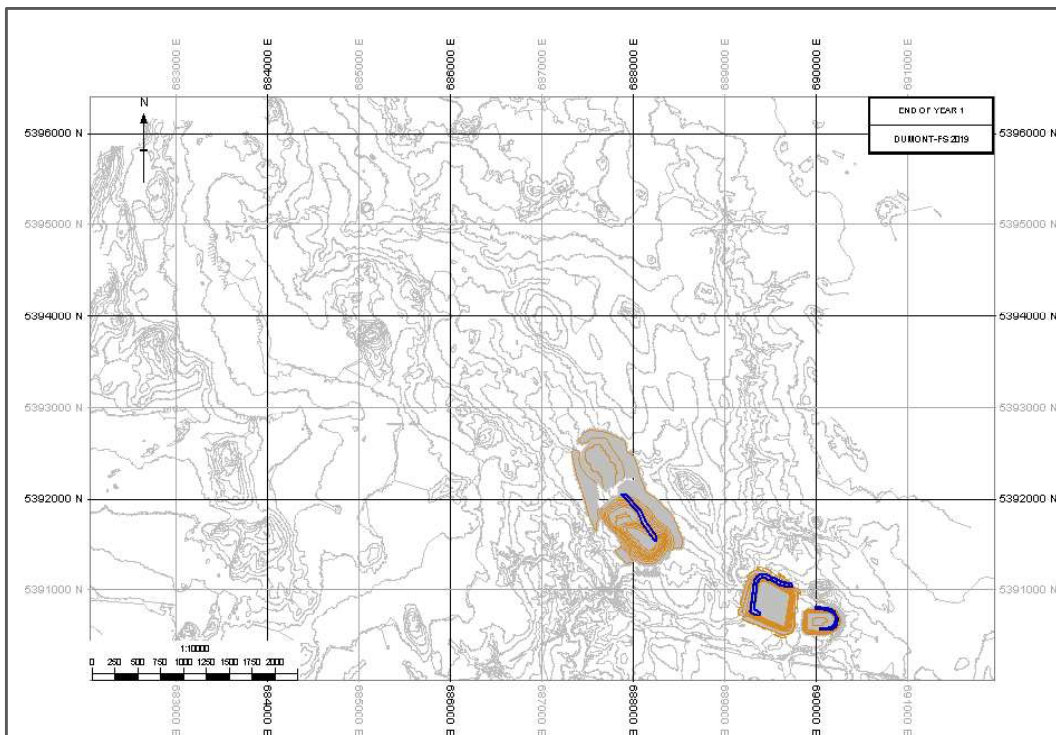 683000 E
684000 E
685000 E
686000 E
687000 E
688000 E
689000 E
690000 E
691000 E
N
END OF YEAR 1
DUMONT-FS 2019
5396000 N
5396000 N
5395000 N
5395000 N
5394000 N
5394000 N
5393000 N
5393000 N
5392000 N
5392000 N
5391000 N
5391000 N
1:10000
0 250 500 750 1000 1250 1500 1750 2000
683000 E
684000 E
685000 E
686000 E
687000 E
688000 E
689000 E
690000 E
691000 E